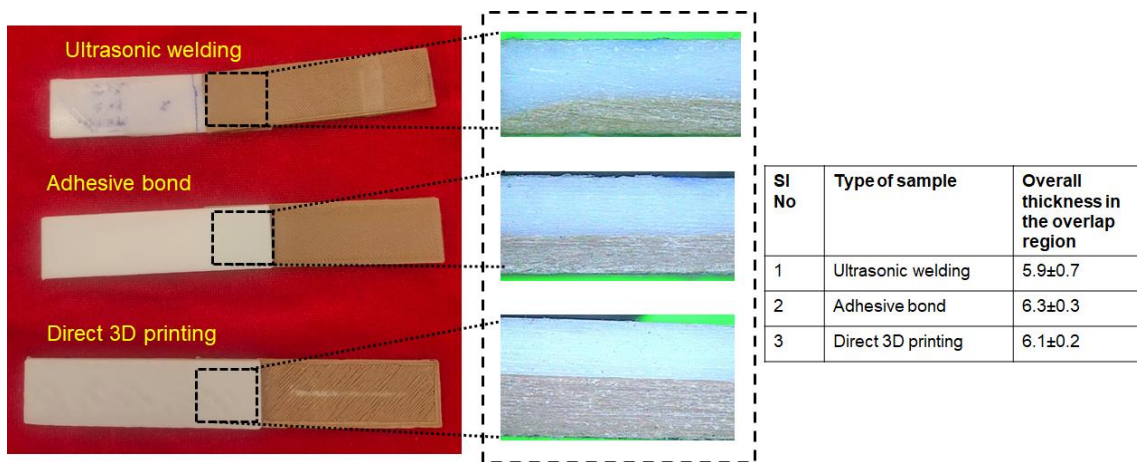 Ultrasonic welding
Adhesive bond
Direct 3D printing
Sl No Type of sample Overall thickness in the overlap region
1 Ultrasonic welding 5.9±0.7
2 Adhesive bond 6.3±0.3
3 Direct 3D printing 6.1±0.2